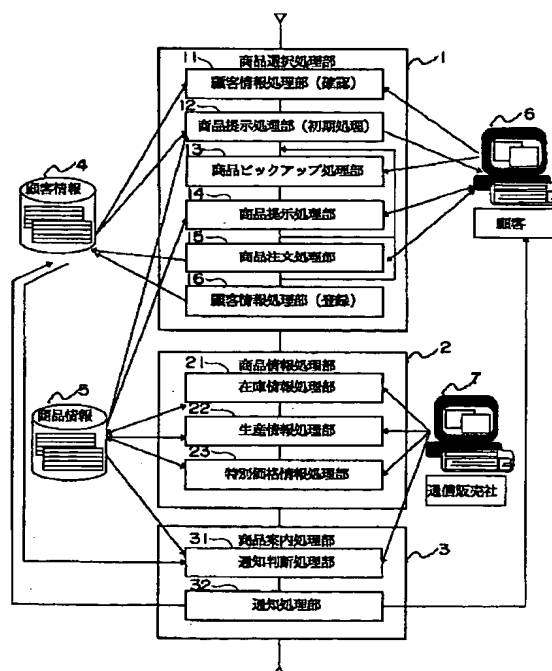 商品選択処理部
1
11
顧客情報処理部（確認）
12
商品提示処理部（初期処理）
13
商品ピックアップ処理部
14
商品提示処理部
15
商品注文処理部
16
顧客情報処理部（登録）
4
顧客情報
6
顧客
商品情報処理部
2
21
在庫情報処理部
22
生産情報処理部
23
特別価格情報処理部
5
商品情報
7
通信販売社
商品案内処理部
3
31
通知判断処理部
32
通知処理部